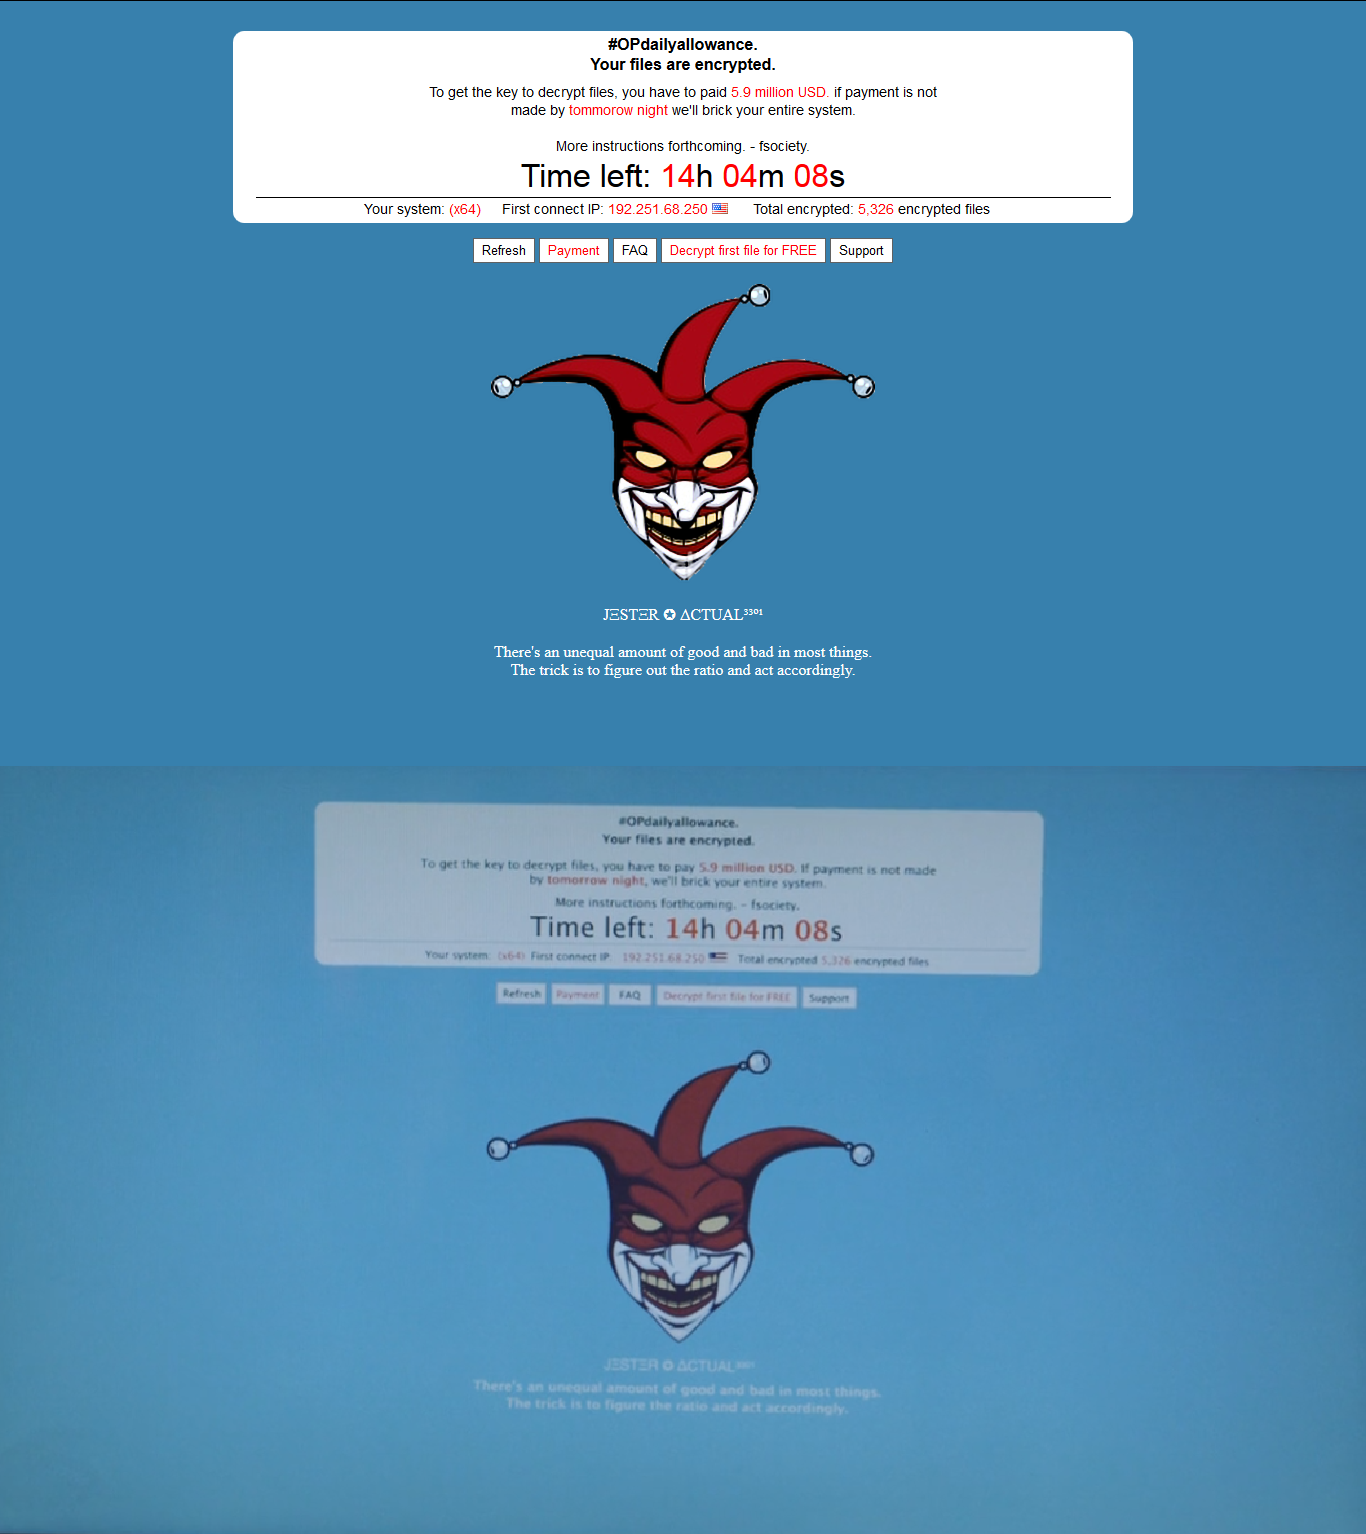 #OPdailyallowance.
Your files are encrypted.
To get the key to decrypt files, you have to paid 5.9 million USD. if payment is not
made by tommorow night we'll brick your entire system.
More instructions forthcoming. - fsociety.
Time left: 14h 04m 08s
Your system: (x64) First connect IP: 192.251.68.250 Total encrypted: 5,326 encrypted files
Refresh Payment FAQ Decrypt first file for FREE Support
JΞSTΞR ✪ ΔCTUAL³³⁰¹
There's an unequal amount of good and bad in most things.
The trick is to figure out the ratio and act accordingly.
#OPdailyallowance.
Your files are encrypted.
To get the key to decrypt files, you have to pay 5.9 million USD. If payment is not made
by tomorrow night, we'll brick your entire system.
More instructions forthcoming. - fsociety.
Time left: 14h 04m 08s
Your system: (x64) First connect IP: 192.251.68.250 Total encrypted 5,326 encrypted files
Refresh Payment FAQ Decrypt first file for FREE Support
JΞSTΞR ✪ ΔCTUAL³³⁰¹
There's an unequal amount of good and bad in most things.
The trick is to figure the ratio and act accordingly.